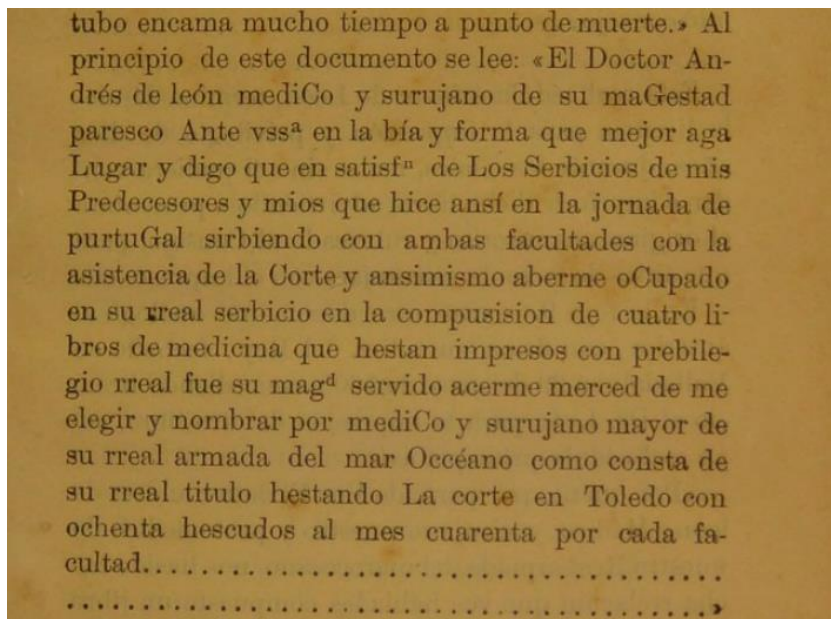 tubo encama mucho tiempo a punto de muerte.» Al
principio de este documento se lee: «El Doctor An-
drés de león mediCo y surujano de su maGestad
paresco Ante vssª en la bía y forma que mejor aga
Lugar y digo que en satisfⁿ de Los Serbicios de mis
Predecesores y mios que hice ansí en la jornada de
purtuGal sirbiendo con ambas facultades con la
asistencia de la Corte y ansimismo aberme oCupado
en su rreal serbicio en la compusision de cuatro li-
bros de medicina que hestan impresos con prebile-
gio rreal fue su magᵈ servido acerme merced de me
elegir y nombrar por mediCo y surujano mayor de
su rreal armada del mar Occéano como consta de
su rreal titulo hestando La corte en Toledo con
ochenta hescudos al mes cuarenta por cada fa-
cultad........................................
.............................................»